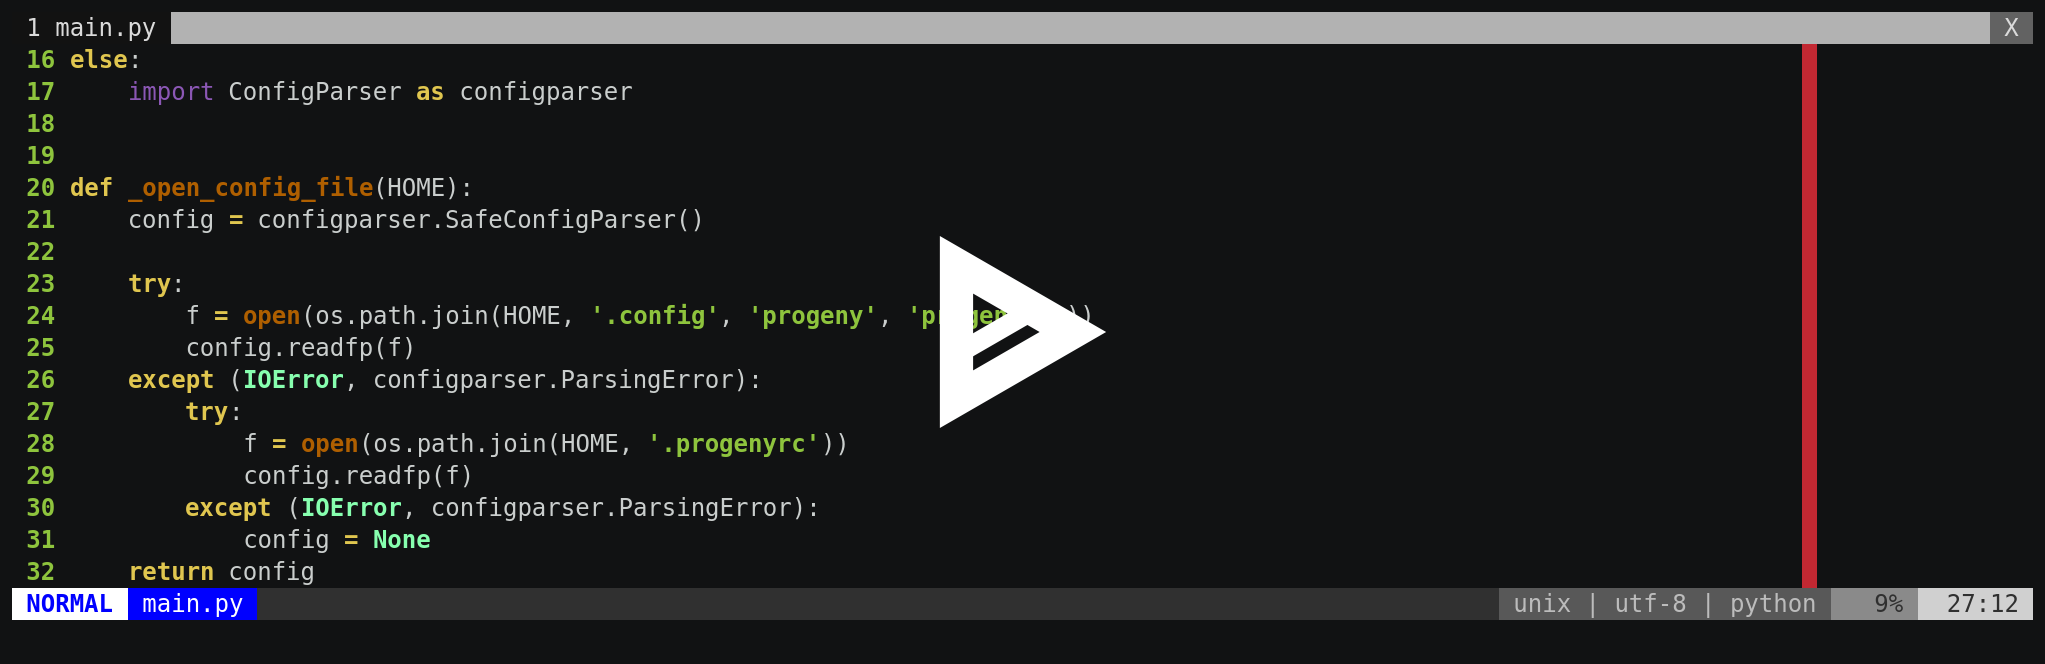 1 main.py X
16 else:
17     import ConfigParser as configparser
18
19
20 def _open_config_file(HOME):
21     config = configparser.SafeConfigParser()
22
23     try:
24         f = open(os.path.join(HOME, '.config', 'progeny', '))
25         config.readfp(f)
26     except (IOError, configparser.ParsingError):
27         try:
28             f = open(os.path.join(HOME, '.progenyrc'))
29             config.readfp(f)
30         except (IOError, configparser.ParsingError):
31             config = None
32     return config
NORMAL main.py unix | utf-8 | python 9% 27:12